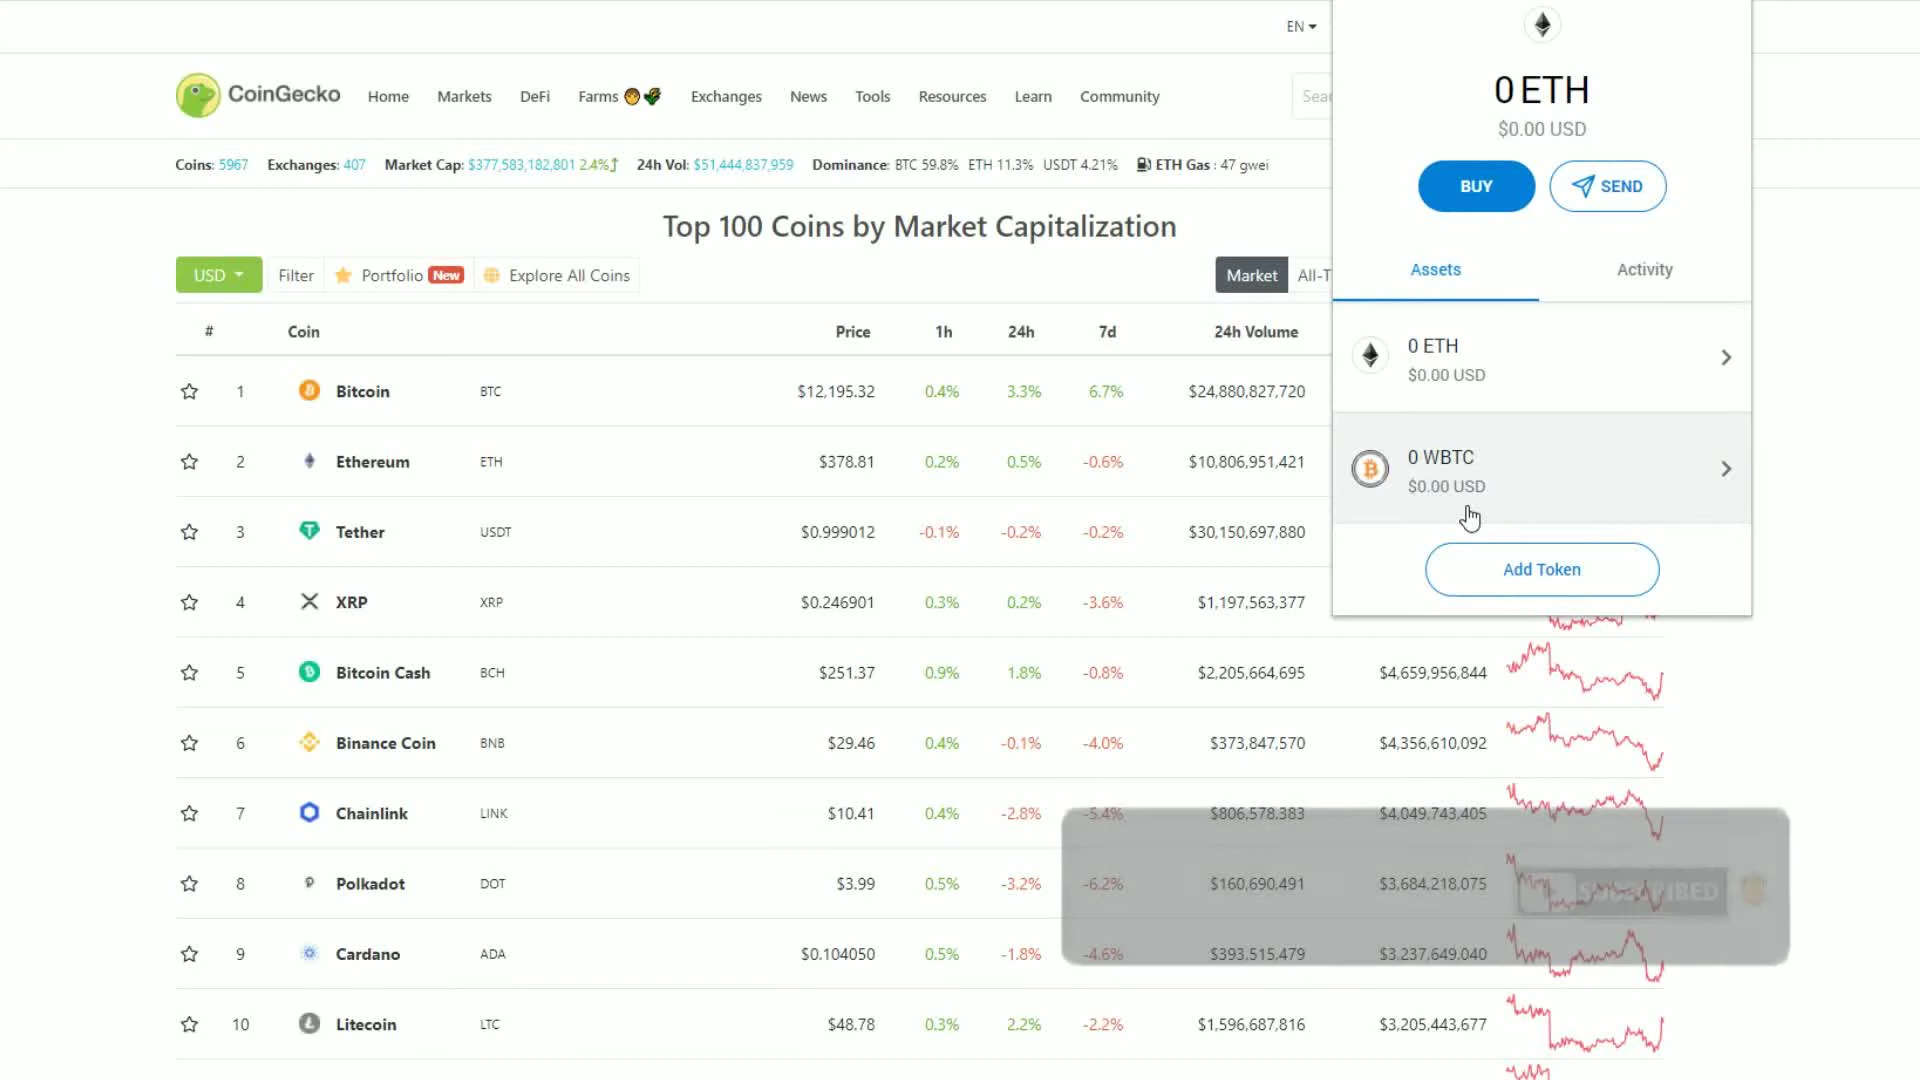 EN
CoinGecko Home Markets DeFi Farms Exchanges News Tools Resources Learn Community Sear
Coins: 5967 Exchanges: 407 Market Cap: $377,583,182,801 2.4% 24h Vol: $51,444,837,959 Dominance: BTC 59.8% ETH 11.3% USDT 4.21% ETH Gas : 47 gwei
Top 100 Coins by Market Capitalization
USD Filter Portfolio New Explore All Coins Market All-T
# Coin Price 1h 24h 7d 24h Volume
1 Bitcoin BTC $12,195.32 0.4% 3.3% 6.7% $24,880,827,720
2 Ethereum ETH $378.81 0.2% 0.5% -0.6% $10,806,951,421
3 Tether USDT $0.999012 -0.1% -0.2% -0.2% $30,150,697,880
4 XRP XRP $0.246901 0.3% 0.2% -3.6% $1,197,563,377
5 Bitcoin Cash BCH $251.37 0.9% 1.8% -0.8% $2,205,664,695 $4,659,956,844
6 Binance Coin BNB $29.46 0.4% -0.1% -4.0% $373,847,570 $4,356,610,092
7 Chainlink LINK $10.41 0.4% -2.8% -5.4% $806,578,383 $4,049,743,405
8 Polkadot DOT $3.99 0.5% -3.2% -6.2% $160,690,491 $3,684,218,075
SUBSCRIBED
9 Cardano ADA $0.104050 0.5% -1.8% -4.6% $393,515,479 $3,237,649,040
10 Litecoin LTC $48.78 0.3% 2.2% -2.2% $1,596,687,816 $3,205,443,677
0 ETH
$0.00 USD
BUY SEND
Assets Activity
0 ETH
$0.00 USD
0 WBTC
$0.00 USD
Add Token